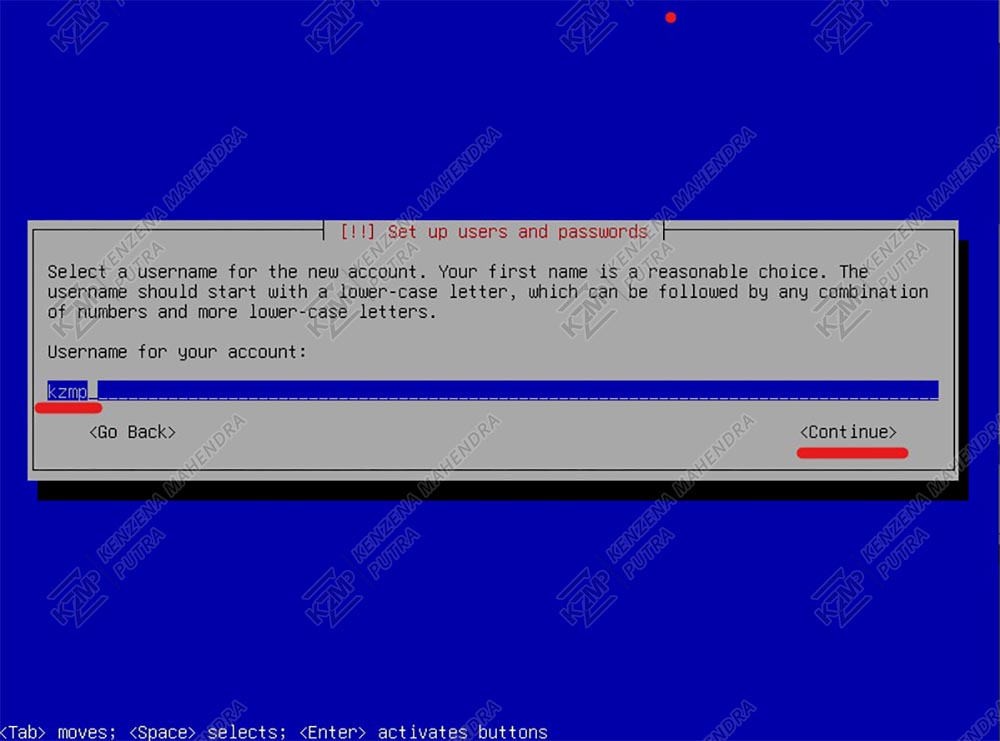 [!!] Set up users and passwords
Select a username for the new account. Your first name is a reasonable choice. The
username should start with a lower-case letter, which can be followed by any combination
of numbers and more lower-case letters.
Username for your account:
kzmp
<Go Back>
<Continue>
<Tab> moves; <Space> selects; <Enter> activates buttons
KZMP
KENZENA MAHENDRA
PUTRA